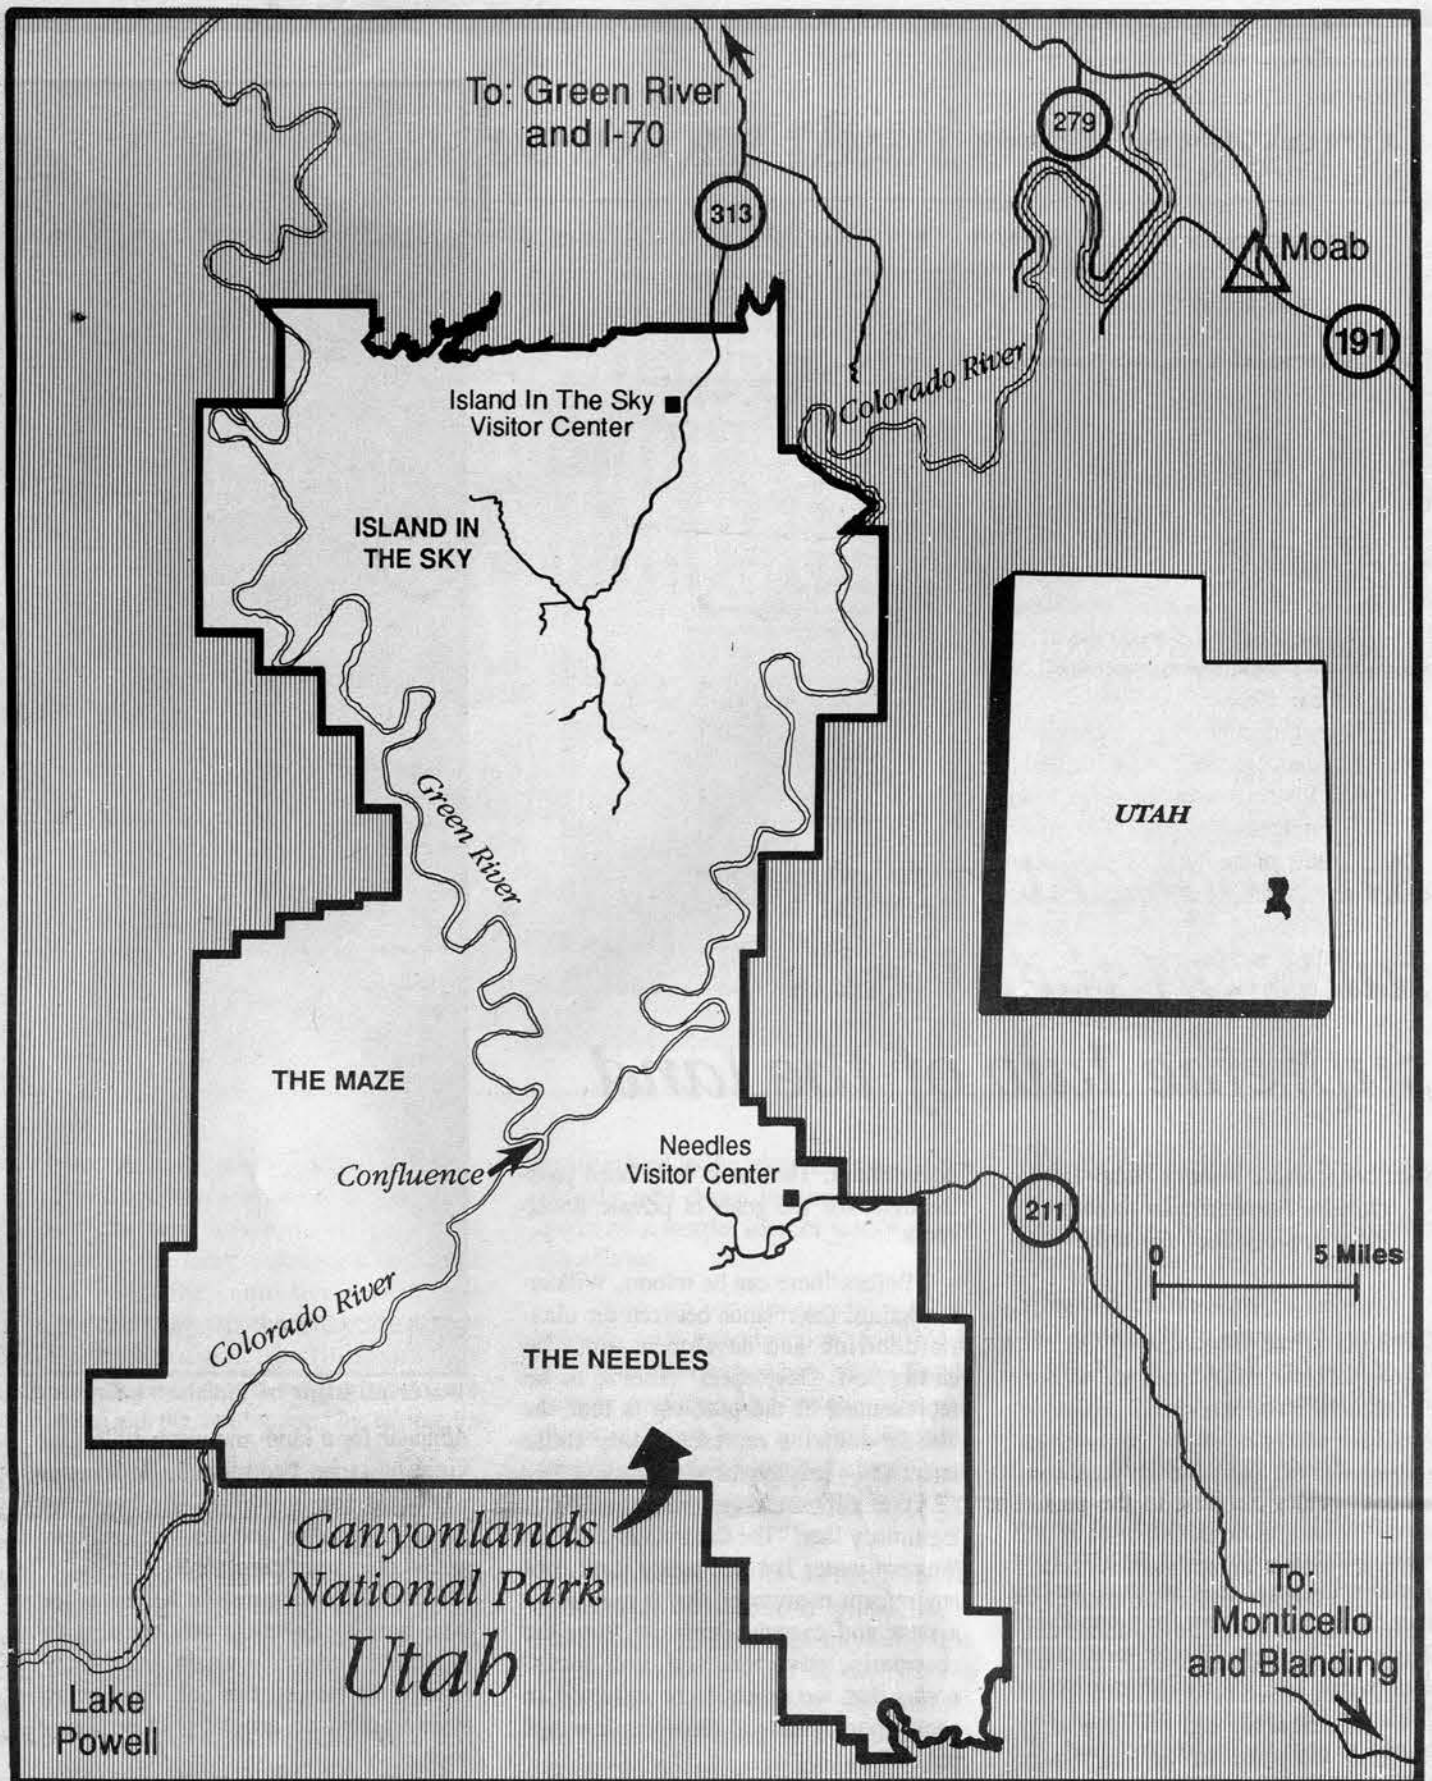 To: Green River
and I-70
279
313
Moab
191
Colorado River
Island In The Sky
Visitor Center
ISLAND IN
THE SKY
UTAH
Green River
THE MAZE
Confluence
Needles
Visitor Center
211
0 5 Miles
Colorado River
THE NEEDLES
Canyonlands
National Park
Utah
To:
Monticello
and Blanding
Lake
Powell